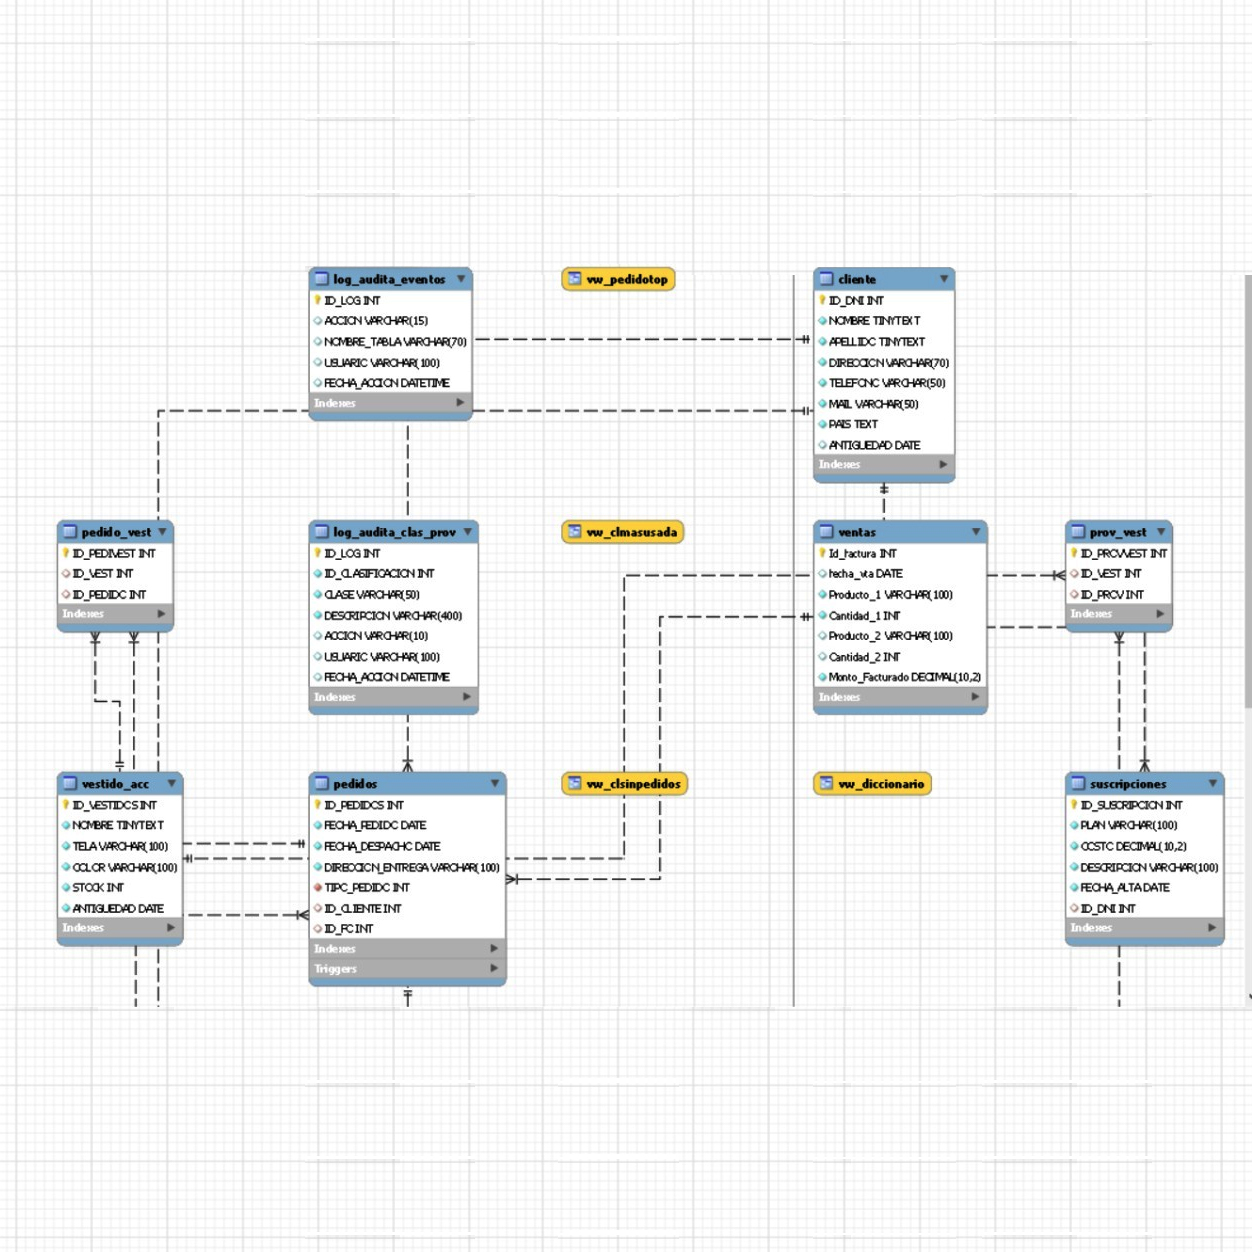 log_audita_eventos
ID_LOG INT
ACCION VARCHAR(15)
NOMBRE_TABLA VARCHAR(70)
USUARIO VARCHAR(100)
FECHA_ACCION DATETIME
Indexes
vw_pedidotop
cliente
ID_DNI INT
NOMBRE TINYTEXT
APELLIDO TINYTEXT
DIRECCION VARCHAR(70)
TELEFONO VARCHAR(50)
MAIL VARCHAR(50)
PAIS TEXT
ANTIGUEDAD DATE
Indexes
pedido_vest
ID_PEDIVEST INT
ID_VEST INT
ID_PEDIDO INT
Indexes
log_audita_clas_prov
ID_LOG INT
ID_CLASIFICACION INT
CLASE VARCHAR(50)
DESCRIPCION VARCHAR(400)
ACCION VARCHAR(10)
USUARIO VARCHAR(100)
FECHA_ACCION DATETIME
Indexes
vw_clmasusada
ventas
Id_factura INT
fecha_vta DATE
Producto_1 VARCHAR(100)
Cantidad_1 INT
Producto_2 VARCHAR(100)
Cantidad_2 INT
Monto_Facturado DECIMAL(10,2)
Indexes
prov_vest
ID_PROVVEST INT
ID_VEST INT
ID_PROV INT
Indexes
vestido_acc
ID_VESTIDOS INT
NOMBRE TINYTEXT
TELA VARCHAR(100)
COLOR VARCHAR(100)
STOCK INT
ANTIGUEDAD DATE
Indexes
pedidos
ID_PEDIDOS INT
FECHA_PEDIDO DATE
FECHA_DESPACHO DATE
DIRECCION_ENTREGA VARCHAR(100)
TIPO_PEDIDO INT
ID_CLIENTE INT
ID_FC INT
Indexes
Triggers
vw_clsinpedidos
vw_diccionario
suscripciones
ID_SUSCRIPCION INT
PLAN VARCHAR(100)
COSTO DECIMAL(10,2)
DESCRIPCION VARCHAR(100)
FECHA_ALTA DATE
ID_DNI INT
Indexes